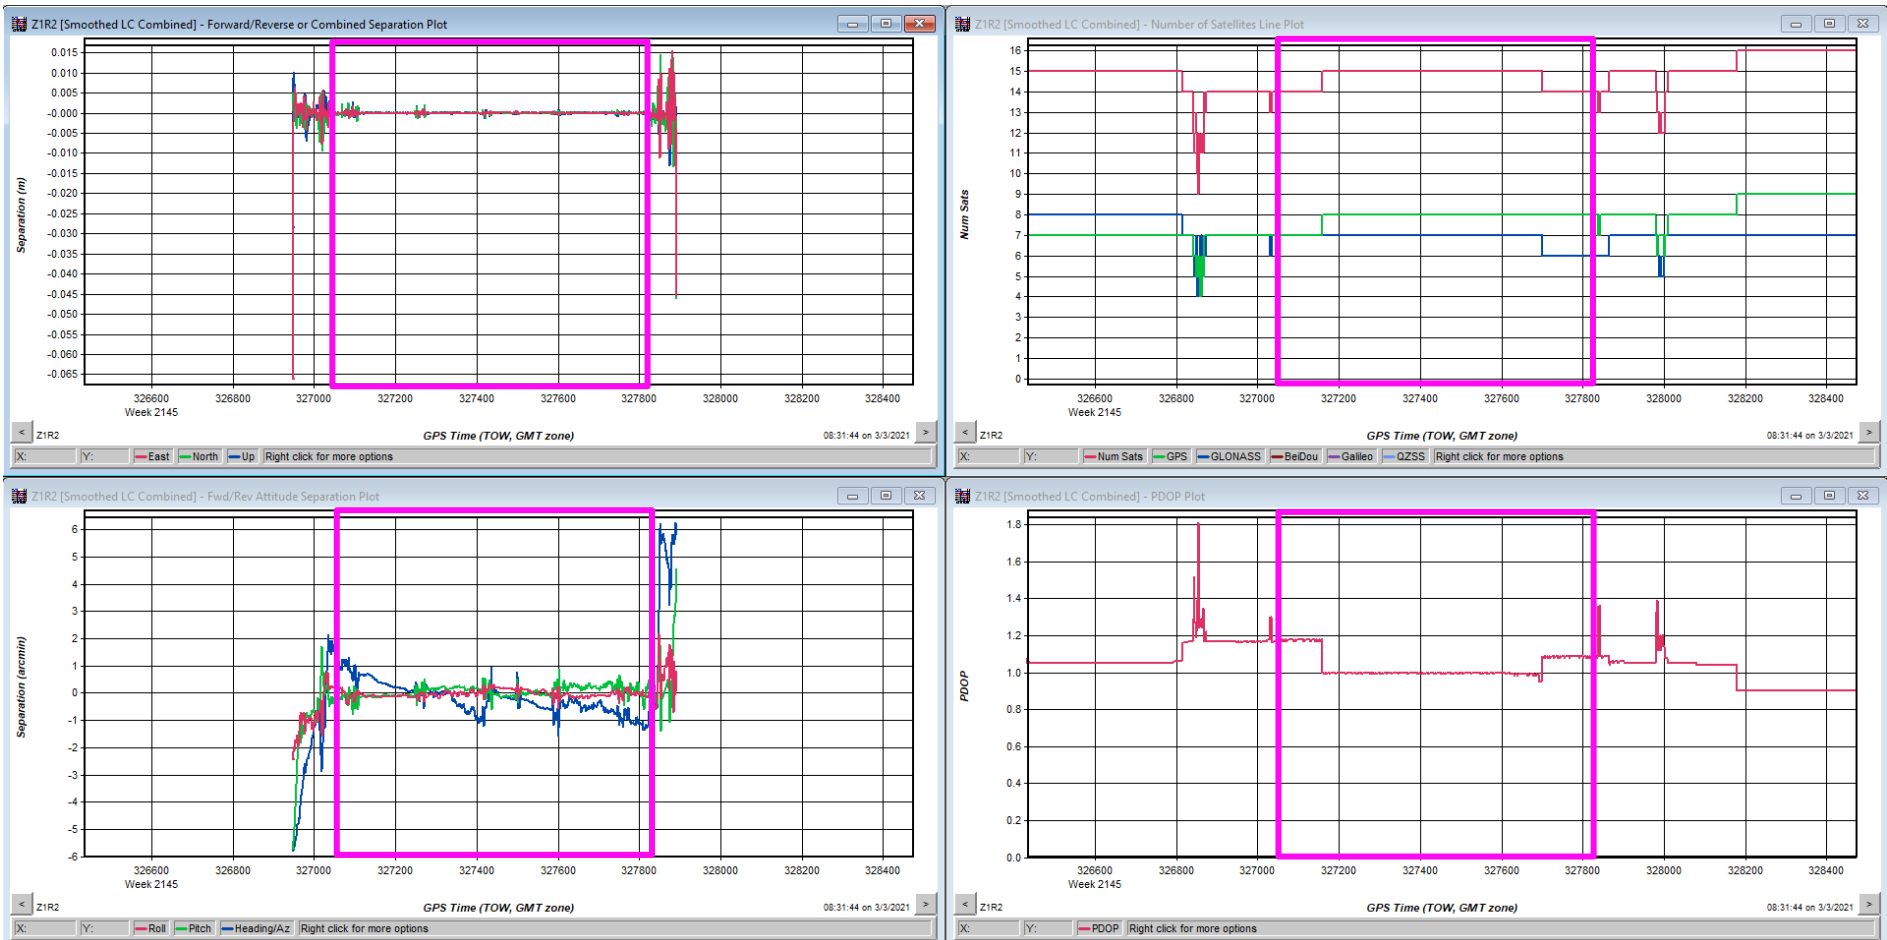 Z1R2 [Smoothed LC Combined] - Forward/Reverse or Combined Separation Plot
0.015
0.010
0.005
-0.000
-0.005
-0.010
-0.015
-0.020
-0.025
-0.030
-0.035
-0.040
-0.045
-0.050
-0.055
-0.060
-0.065
Separation (m)
326600 326800 327000 327200 327400 327600 327800 328000 328200 328400
Week 2145
< Z1R2 GPS Time (TOW, GMT zone) 08:31:44 on 3/3/2021 >
X: Y: East North Up Right click for more options
Z1R2 [Smoothed LC Combined] - Number of Satellites Line Plot
16
15
14
13
12
11
10
9
8
7
6
5
4
3
2
1
0
Num Sats
326600 326800 327000 327200 327400 327600 327800 328000 328200 328400
Week 2145
< Z1R2 GPS Time (TOW, GMT zone) 08:31:44 on 3/3/2021 >
X: Y: Num Sats GPS GLONASS BeiDou Galileo QZSS Right click for more options
Z1R2 [Smoothed LC Combined] - Fwd/Rev Attitude Separation Plot
6
5
4
3
2
1
0
-1
-2
-3
-4
-5
-6
Separation (arcmin)
326600 326800 327000 327200 327400 327600 327800 328000 328200 328400
Week 2145
< Z1R2 GPS Time (TOW, GMT zone) 08:31:44 on 3/3/2021 >
X: Y: Roll Pitch Heading/Az Right click for more options
Z1R2 [Smoothed LC Combined] - PDOP Plot
1.8
1.6
1.4
1.2
1.0
0.8
0.6
0.4
0.2
0.0
PDOP
326600 326800 327000 327200 327400 327600 327800 328000 328200 328400
Week 2145
< Z1R2 GPS Time (TOW, GMT zone) 08:31:44 on 3/3/2021 >
X: Y: PDOP Right click for more options